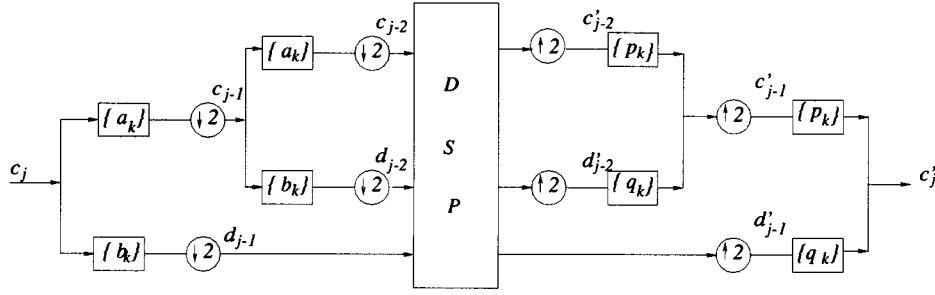 c_{j-2} c'_{j-2}
{a_k} ↓2 ↑2 {p_k}
D
c_{j-1} c'_{j-1}
{a_k} ↓2 ↑2 {p_k}
S
d_{j-2} d'_{j-2}
c_j {b_k} ↓2 ↑2 {q_k} c'_j
P
d_{j-1} d'_{j-1}
{b_k} ↓2 ↑2 {q_k}